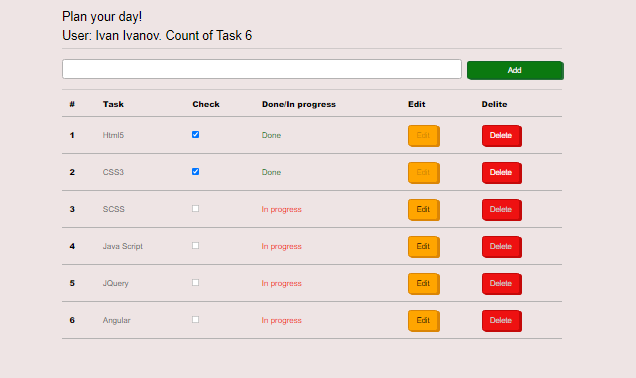 Plan your day!
User: Ivan Ivanov. Count of Task 6
Add
# Task Check Done/In progress Edit Delite
1 Html5 Done Edit Delete
2 CSS3 Done Edit Delete
3 SCSS In progress Edit Delete
4 Java Script In progress Edit Delete
5 JQuery In progress Edit Delete
6 Angular In progress Edit Delete